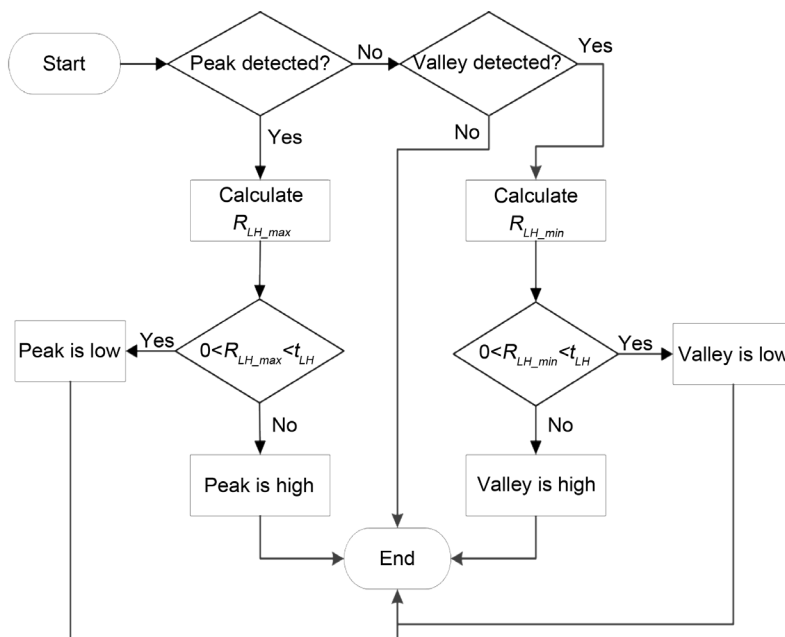 Start
Peak detected?
No
Valley detected?
Yes
Yes
No
Calculate
R_LH_max
Calculate
R_LH_min
Peak is low
Yes
0<R_LH_max<t_LH
0<R_LH_min<t_LH
Yes
Valley is low
No
No
Peak is high
Valley is high
End